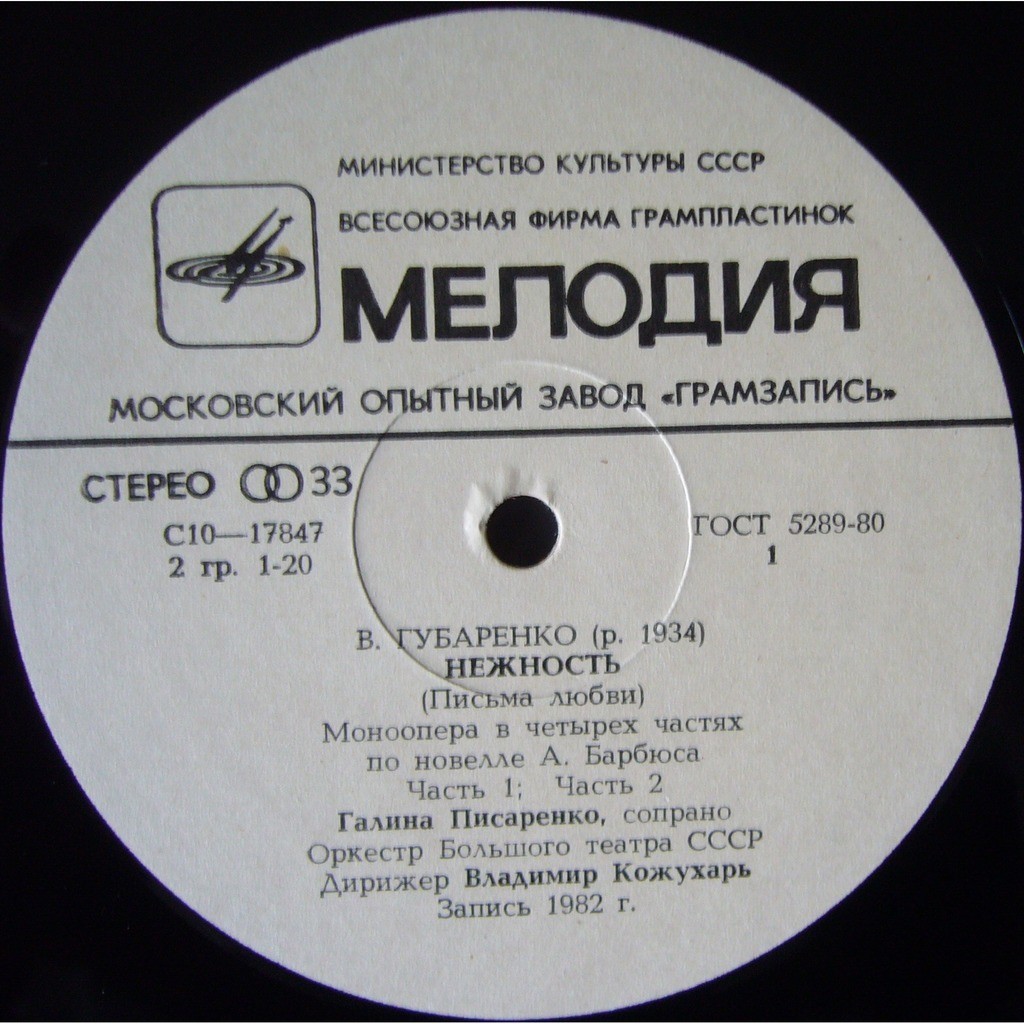 МИНИСТЕРСТВО КУЛЬТУРЫ СССР
ВСЕСОЮЗНАЯ ФИРМА ГРАМПЛАСТИНОК
МЕЛОДИЯ
МОСКОВСКИЙ ОПЫТНЫЙ ЗАВОД «ГРАМЗАПИСЬ»
СТЕРЕО 33
С10—17847
2 гр. 1-20
ГОСТ 5289-80
1
В. ГУБАРЕНКО (р. 1934)
НЕЖНОСТЬ
(Письма любви)
Моноопера в четырех частях
по новелле А. Барбюса
Часть 1; Часть 2
Галина Писаренко, сопрано
Оркестр Большого театра СССР
Дирижер Владимир Кожухарь
Запись 1982 г.